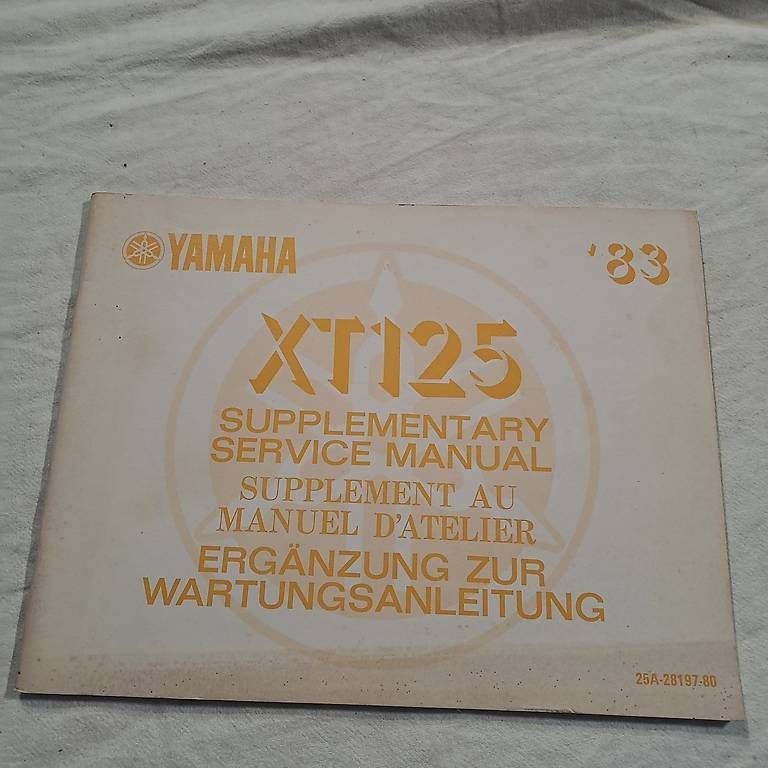 YAMAHA '83
XT125
SUPPLEMENTARY
SERVICE MANUAL
SUPPLEMENT AU
MANUEL D'ATELIER
ERGÄNZUNG ZUR
WARTUNGSANLEITUNG
25A-28197-80